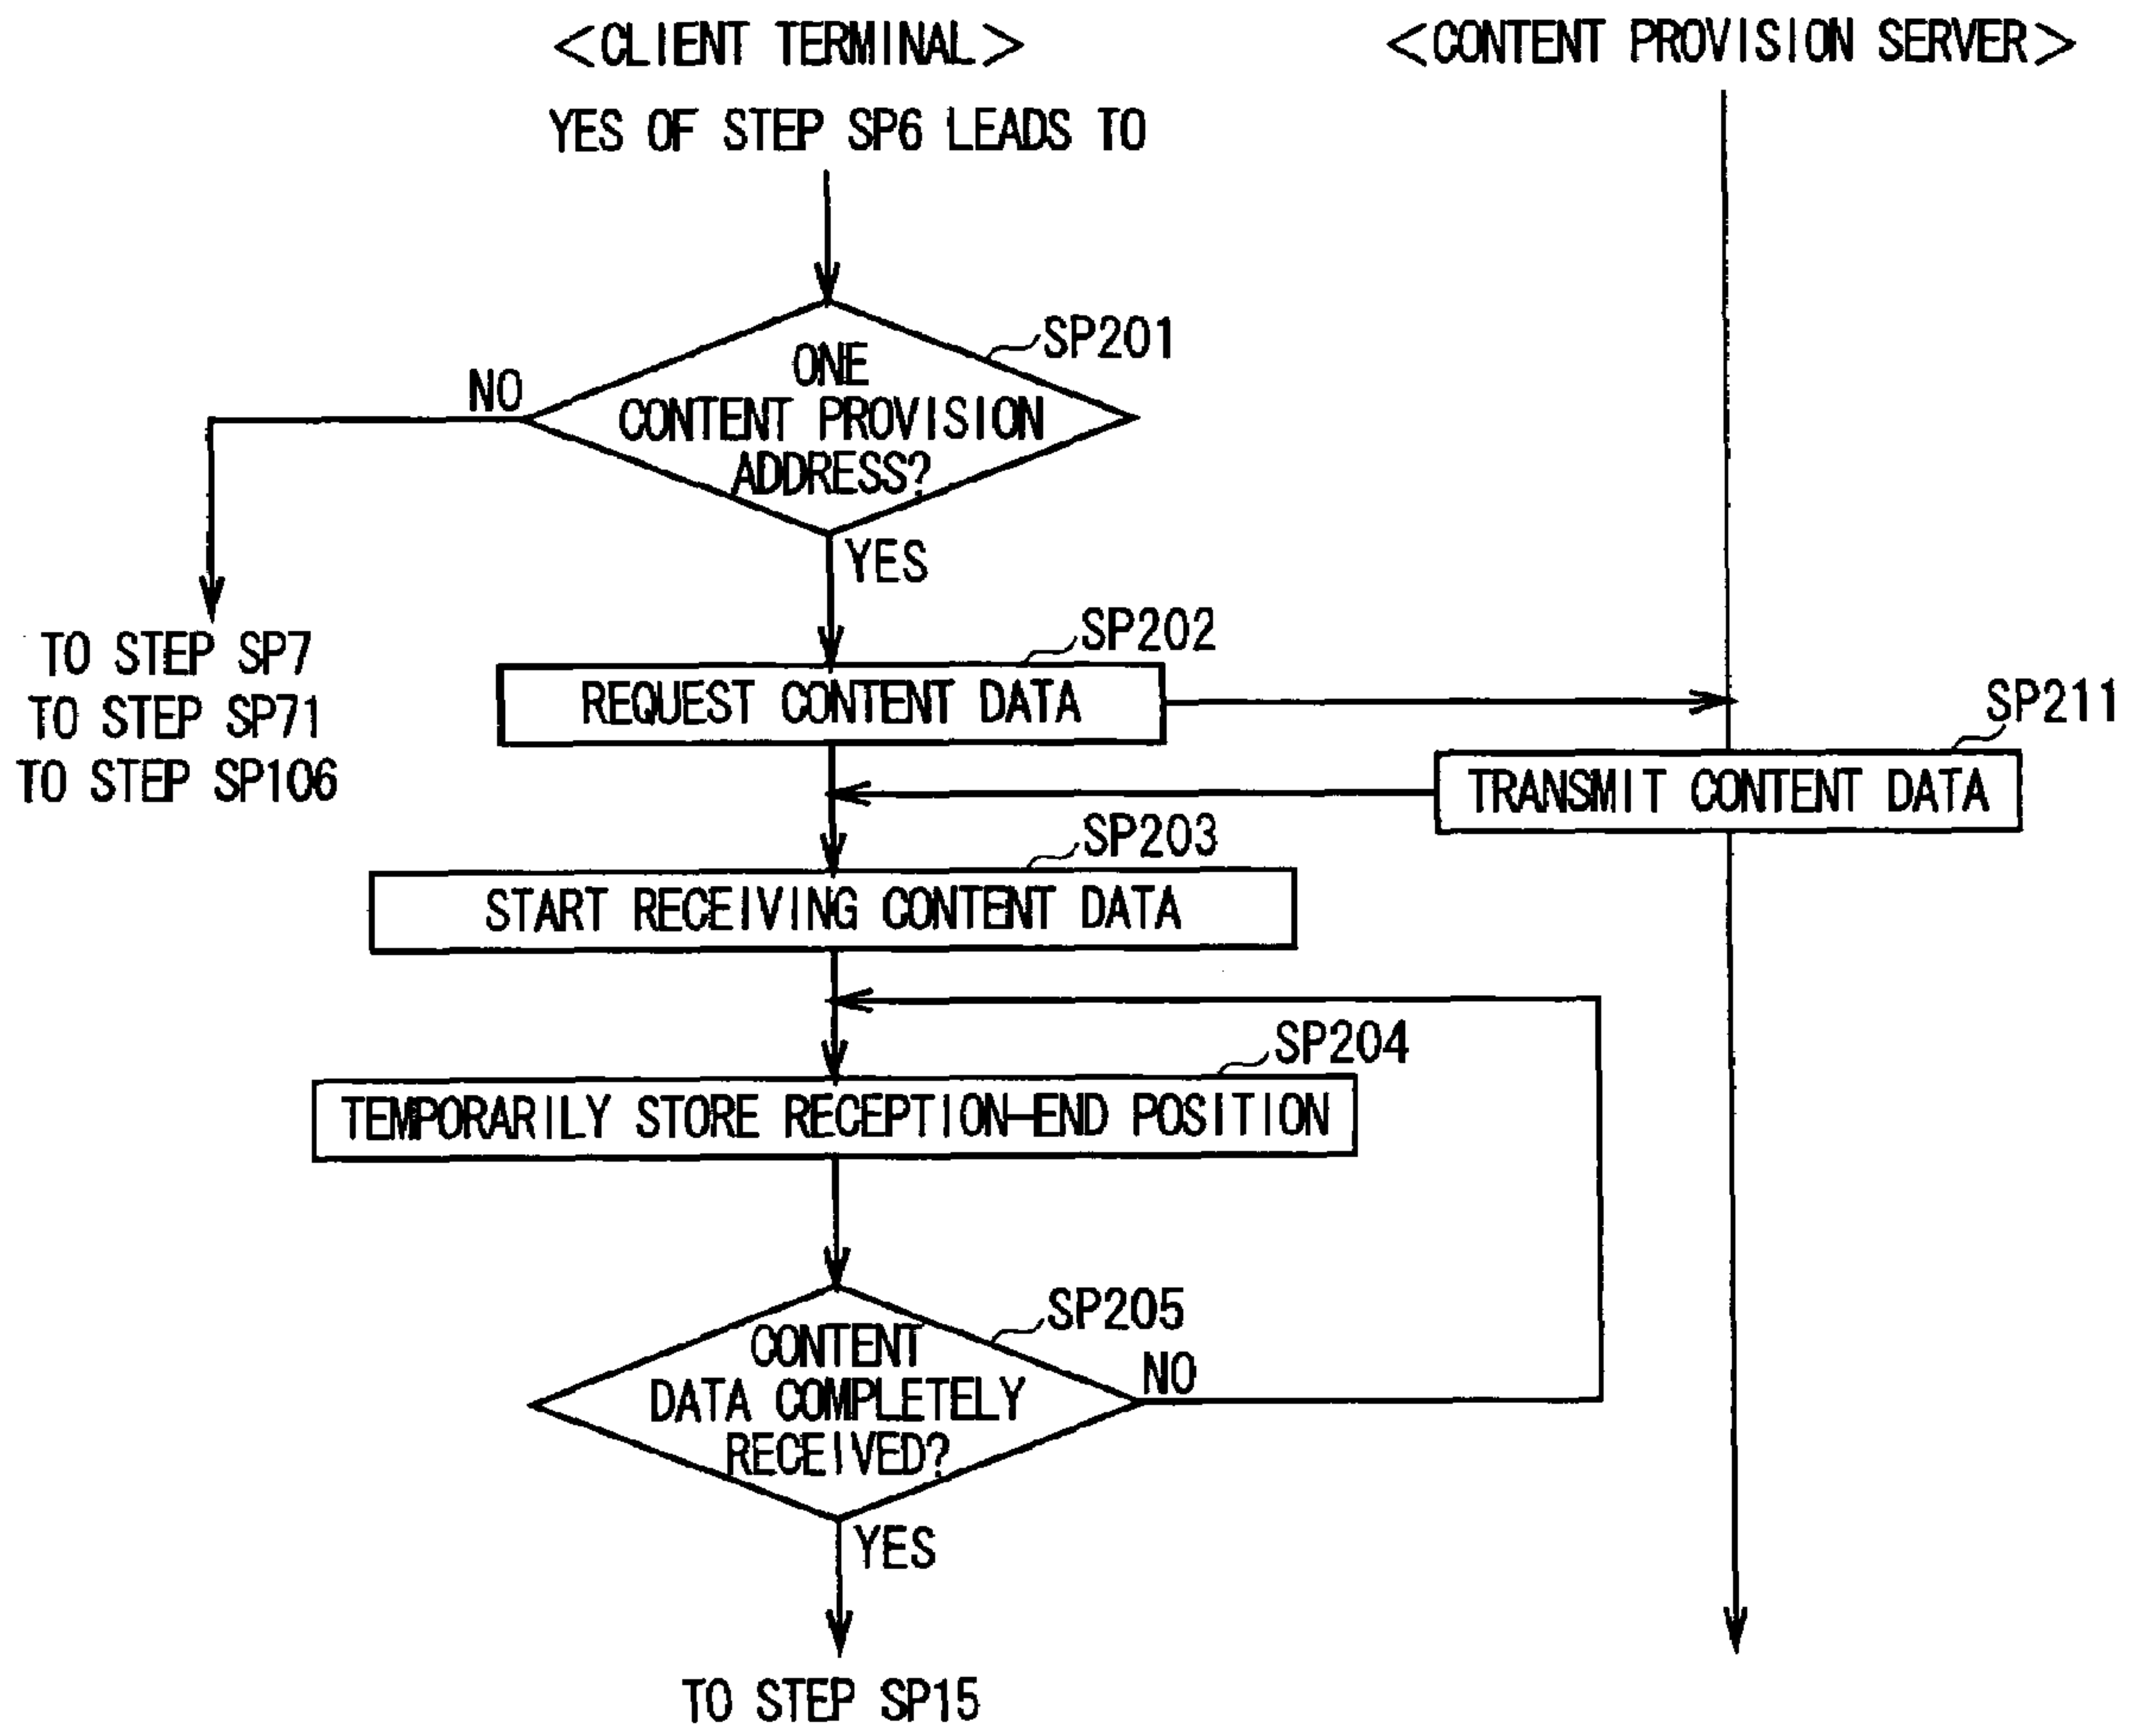 <CLIENT TERMINAL>
<CONTENT PROVISION SERVER>
YES OF STEP SP6 LEADS TO
SP201
ONE
CONTENT PROVISION
ADDRESS?
NO
YES
TO STEP SP7
TO STEP SP71
TO STEP SP106
SP202
REQUEST CONTENT DATA
SP211
TRANSMIT CONTENT DATA
SP203
START RECEIVING CONTENT DATA
SP204
TEMPORARILY STORE RECEPTION-END POSITION
SP205
CONTENT
DATA COMPLETELY
RECEIVED?
NO
YES
TO STEP SP15